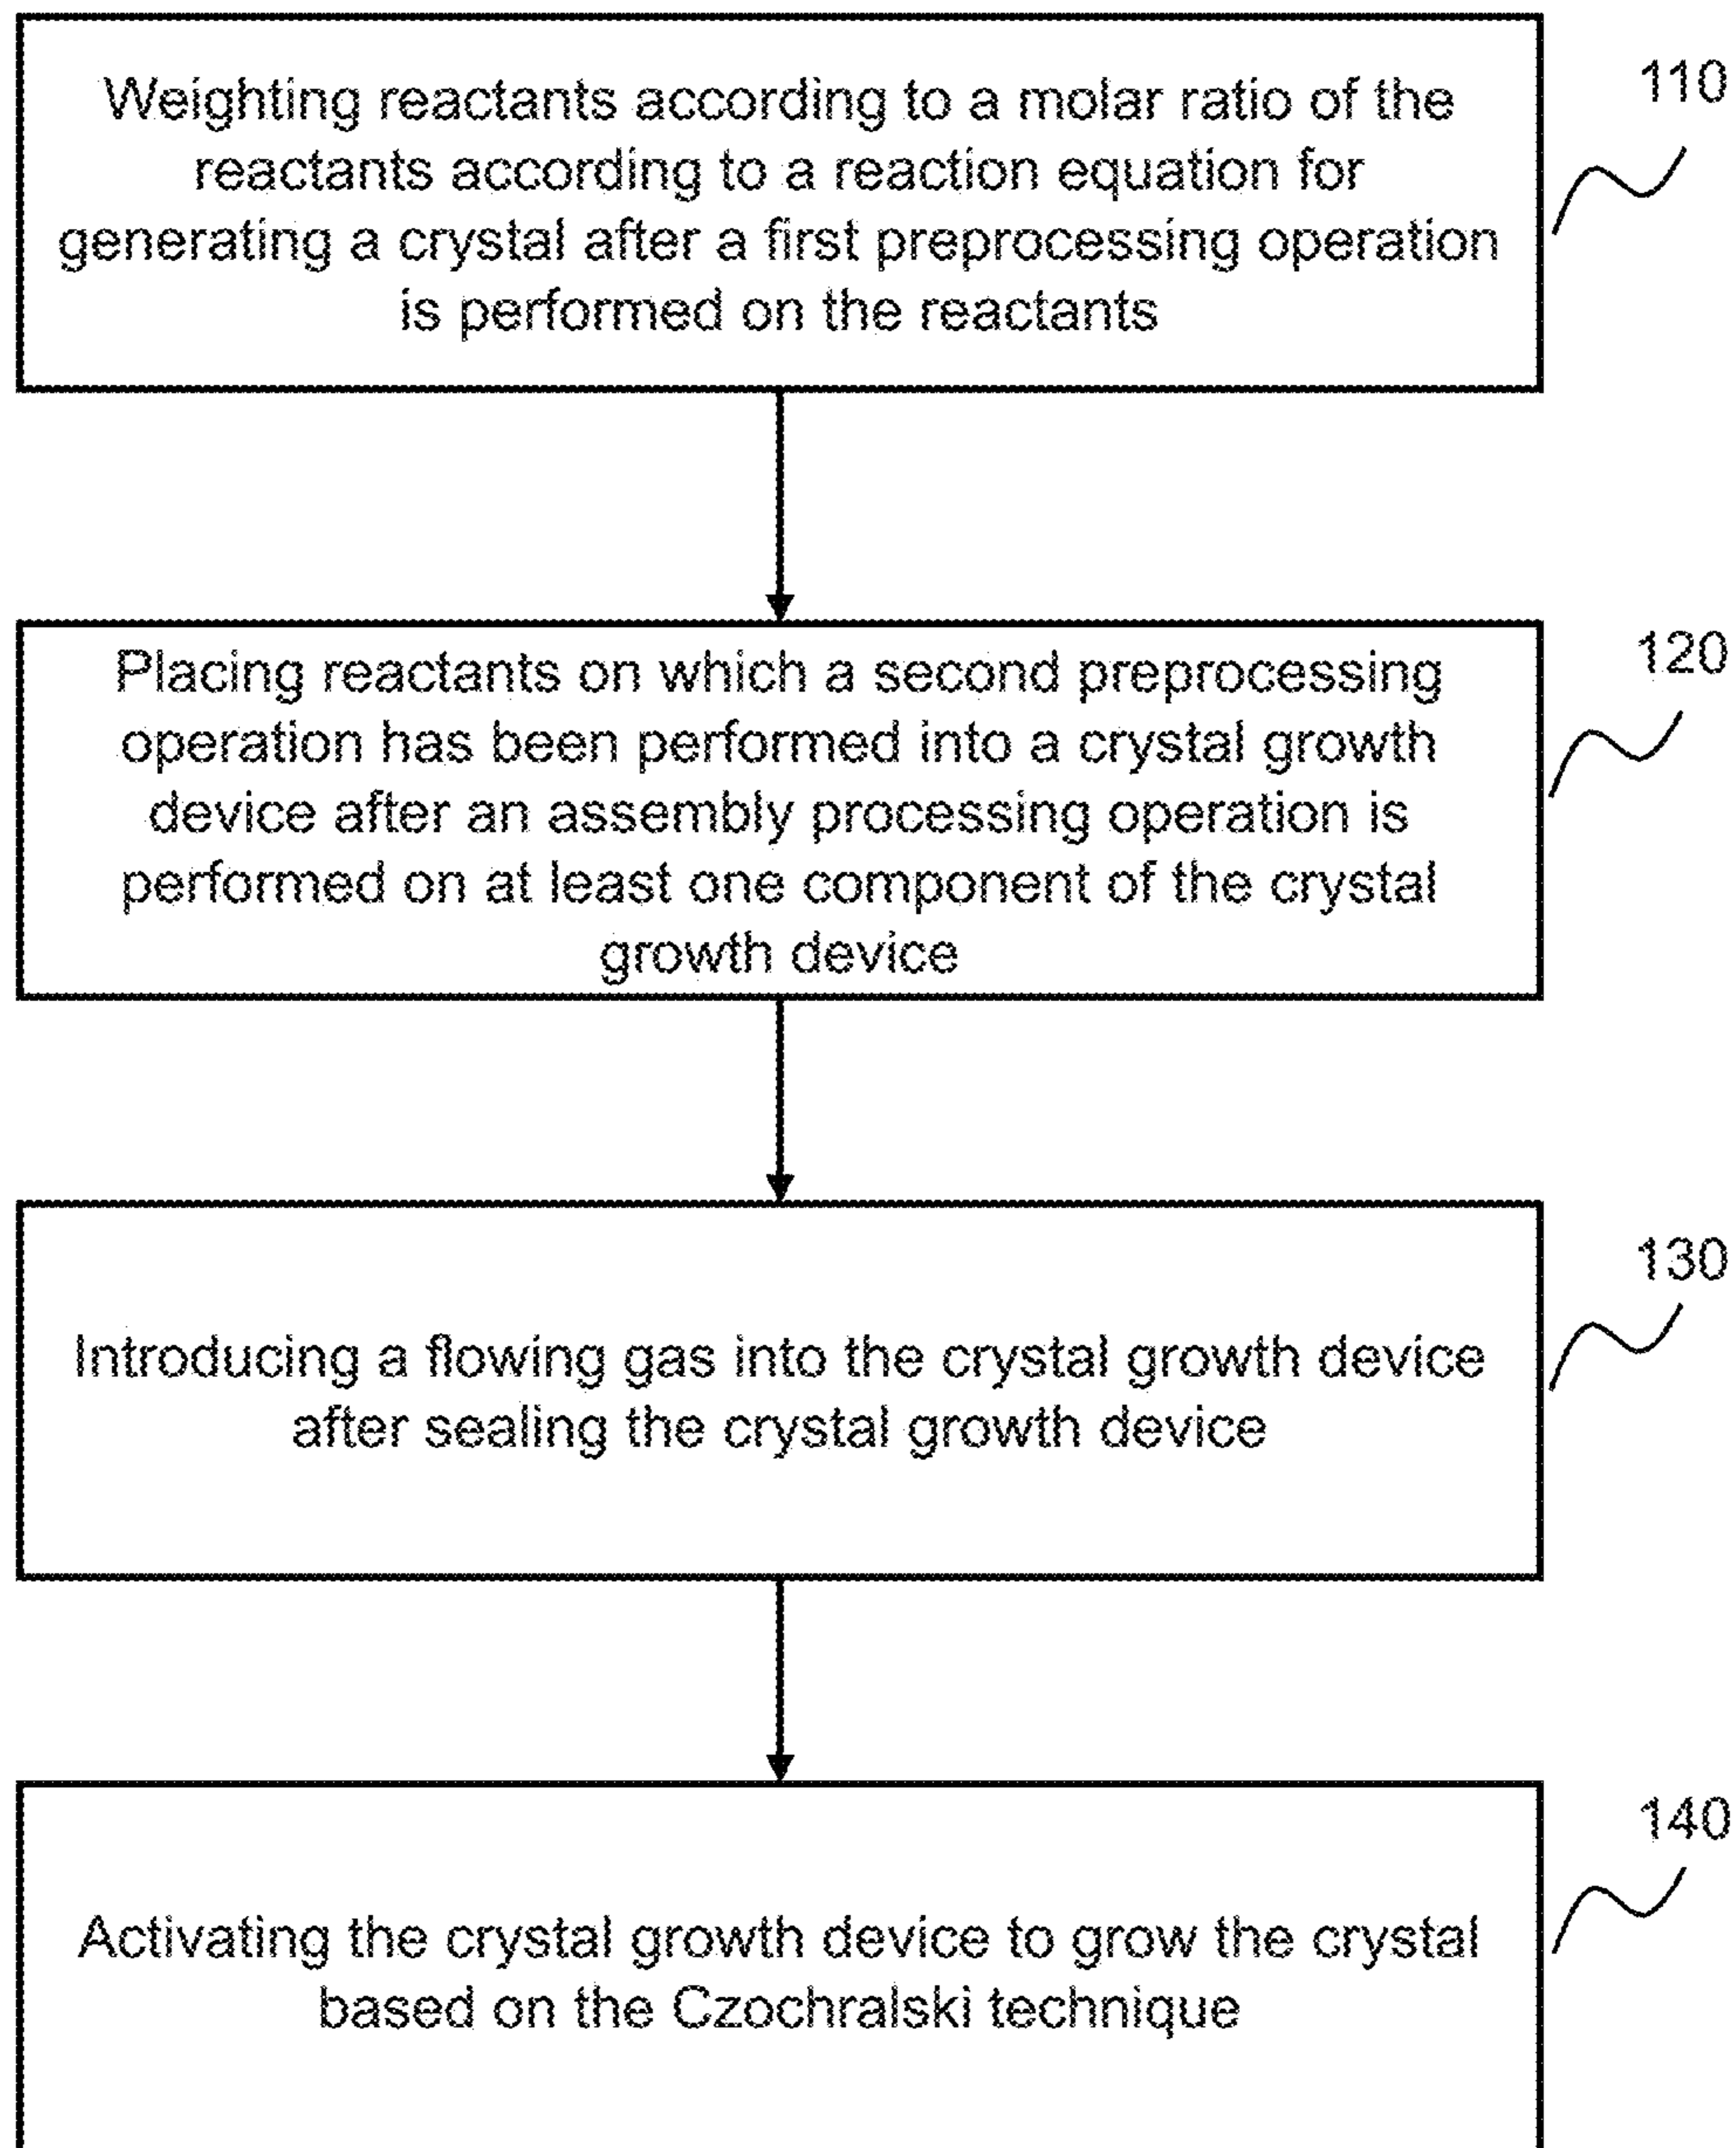 Weighting reactants according to a molar ratio of the
reactants according to a reaction equation for
generating a crystal after a first preprocessing operation
is performed on the reactants
110
Placing reactants on which a second preprocessing
operation has been performed into a crystal growth
device after an assembly processing operation is
performed on at least one component of the crystal
growth device
120
Introducing a flowing gas into the crystal growth device
after sealing the crystal growth device
130
Activating the crystal growth device to grow the crystal
based on the Czochralski technique
140